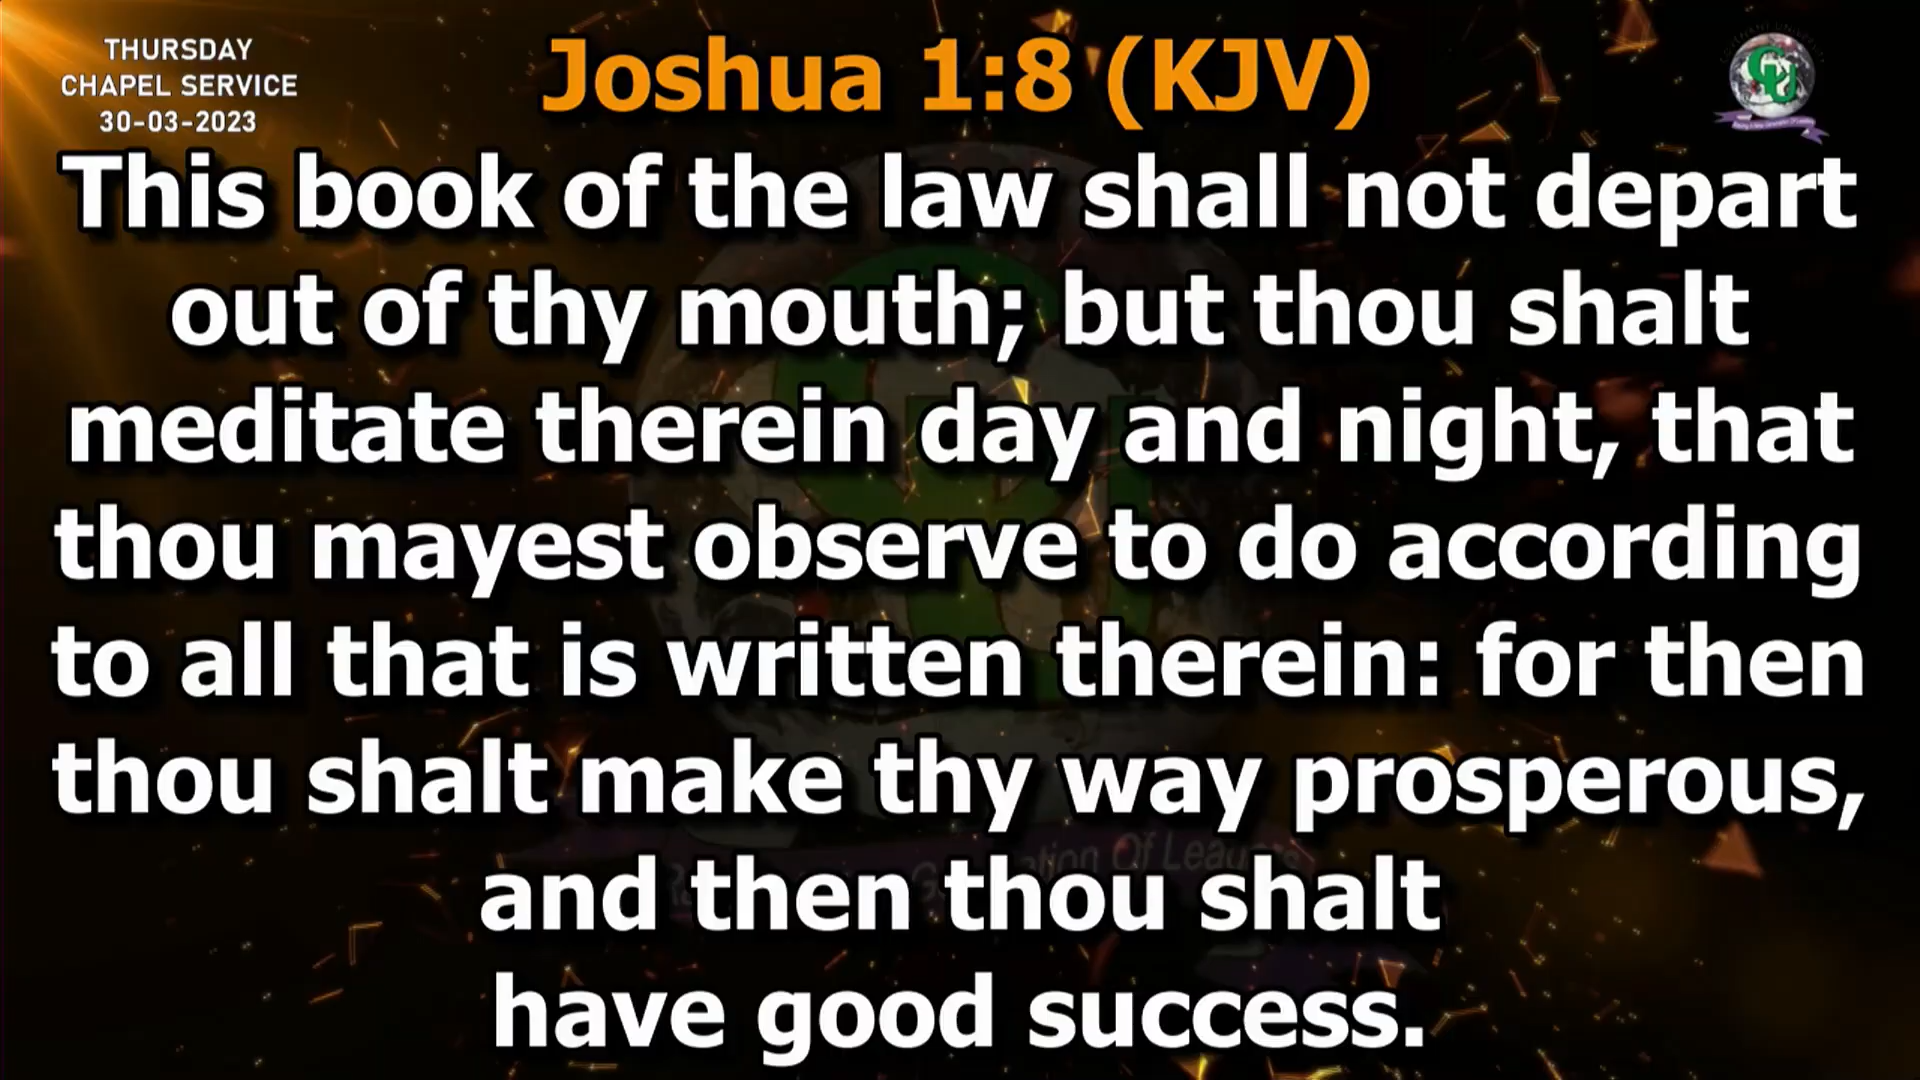 THURSDAY
CHAPEL SERVICE
30-03-2023
Joshua 1:8 (KJV)
This book of the law shall not depart
out of thy mouth; but thou shalt
meditate therein day and night, that
thou mayest observe to do according
to all that is written therein: for then
thou shalt make thy way prosperous,
and then thou shalt
have good success.
CU
Of Leaders